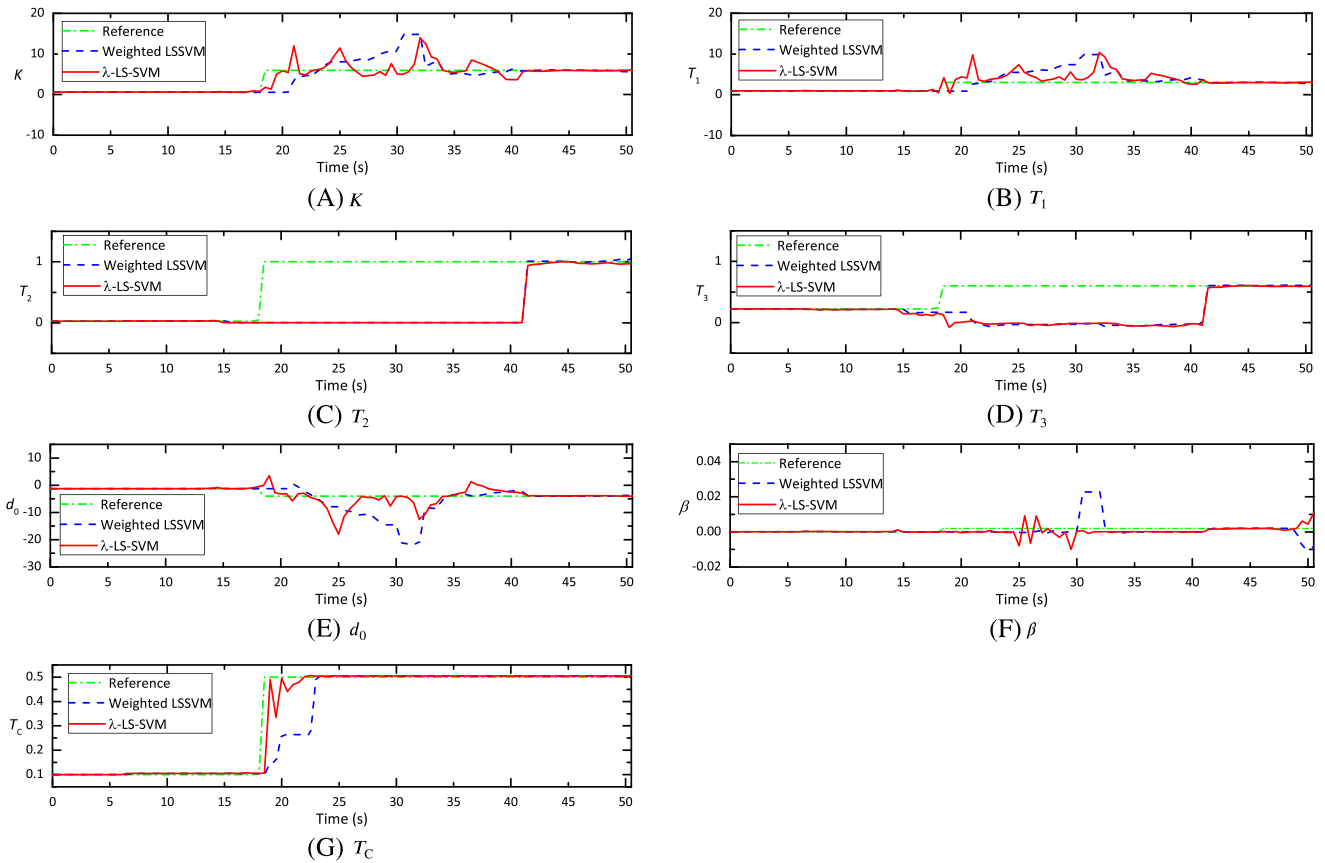 20
10
0
-10
K
Reference
Weighted LSSVM
λ-LS-SVM
0 5 10 15 20 25 30 35 40 45 50
Time (s)
(A) K
20
10
0
-10
T1
Reference
Weighted LSSVM
λ-LS-SVM
0 5 10 15 20 25 30 35 40 45 50
Time (s)
(B) T1
1
0
T2
Reference
Weighted LSSVM
λ-LS-SVM
0 5 10 15 20 25 30 35 40 45 50
Time (s)
(C) T2
1
0
T3
Reference
Weighted LSSVM
λ-LS-SVM
0 5 10 15 20 25 30 35 40 45 50
Time (s)
(D) T3
10
0
-10
-20
-30
d0
Reference
Weighted LSSVM
λ-LS-SVM
0 5 10 15 20 25 30 35 40 45 50
Time (s)
(E) d0
0.04
0.02
0.00
-0.02
β
Reference
Weighted LSSVM
λ-LS-SVM
0 5 10 15 20 25 30 35 40 45 50
Time (s)
(F) β
0.5
0.4
0.3
0.2
0.1
TC
Reference
Weighted LSSVM
λ-LS-SVM
0 5 10 15 20 25 30 35 40 45 50
Time (s)
(G) TC